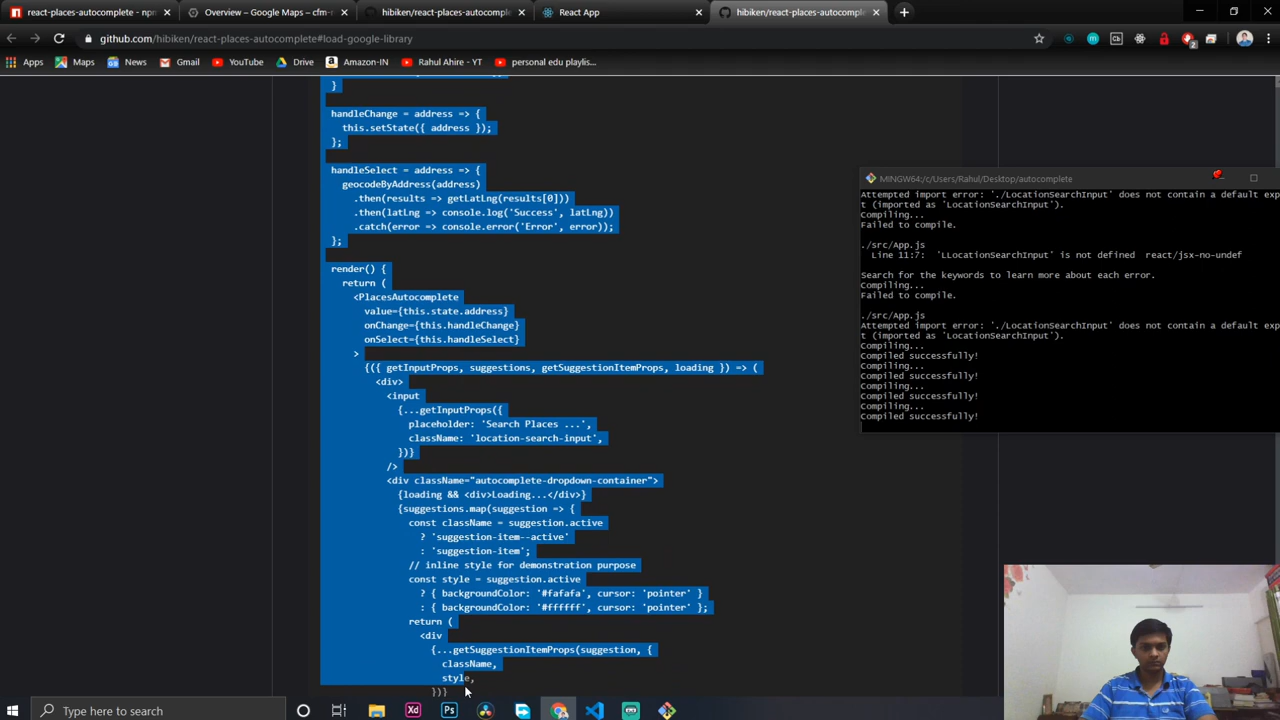 react-places-autocomplete - npm
Overview – Google Maps – cfm-
hibiken/react-places-autocomple
React App
hibiken/react-places-autocomple
github.com/hibiken/react-places-autocomplete#load-google-library
Apps Maps News Gmail YouTube Drive Amazon-IN Rahul Ahire - YT personal edu playlis...
}
handleChange = address => {
this.setState({ address });
};
handleSelect = address => {
geocodeByAddress(address)
.then(results => getLatLng(results[0]))
.then(latLng => console.log('Success', latLng))
.catch(error => console.error('Error', error));
};
render() {
return (
<PlacesAutocomplete
value={this.state.address}
onChange={this.handleChange}
onSelect={this.handleSelect}
>
{({ getInputProps, suggestions, getSuggestionItemProps, loading }) => (
<div>
<input
{...getInputProps({
placeholder: 'Search Places ...',
className: 'location-search-input',
})}
/>
<div className="autocomplete-dropdown-container">
{loading && <div>Loading...</div>}
{suggestions.map(suggestion => {
const className = suggestion.active
? 'suggestion-item--active'
: 'suggestion-item';
// inline style for demonstration purpose
const style = suggestion.active
? { backgroundColor: '#fafafa', cursor: 'pointer' }
: { backgroundColor: '#ffffff', cursor: 'pointer' };
return (
<div
{...getSuggestionItemProps(suggestion, {
className,
style,
})}
MINGW64:/c/Users/Rahul/Desktop/autocomplete
Attempted import error: './LocationSearchInput' does not contain a default exp
t (imported as 'LocationSearchInput').
Compiling...
Failed to compile.
./src/App.js
Line 11:7: 'LLocationSearchInput' is not defined react/jsx-no-undef
Search for the keywords to learn more about each error.
Compiling...
Failed to compile.
./src/App.js
Attempted import error: './LocationSearchInput' does not contain a default exp
t (imported as 'LocationSearchInput').
Compiling...
Compiled successfully!
Compiling...
Compiled successfully!
Compiling...
Compiled successfully!
Compiling...
Compiled successfully!
Type here to search
Xd
Ps